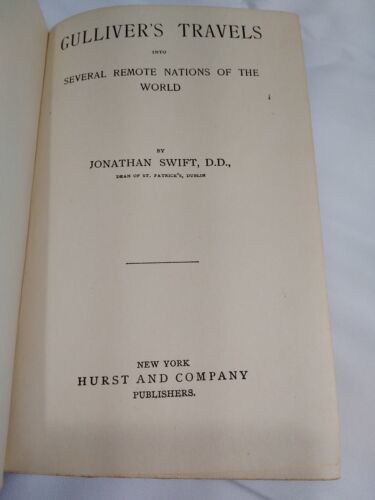 GULLIVER'S TRAVELS
INTO
SEVERAL REMOTE NATIONS OF THE
WORLD
BY
JONATHAN SWIFT, D.D.,
DEAN OF ST. PATRICK'S, DUBLIN
NEW YORK
HURST AND COMPANY
PUBLISHERS.